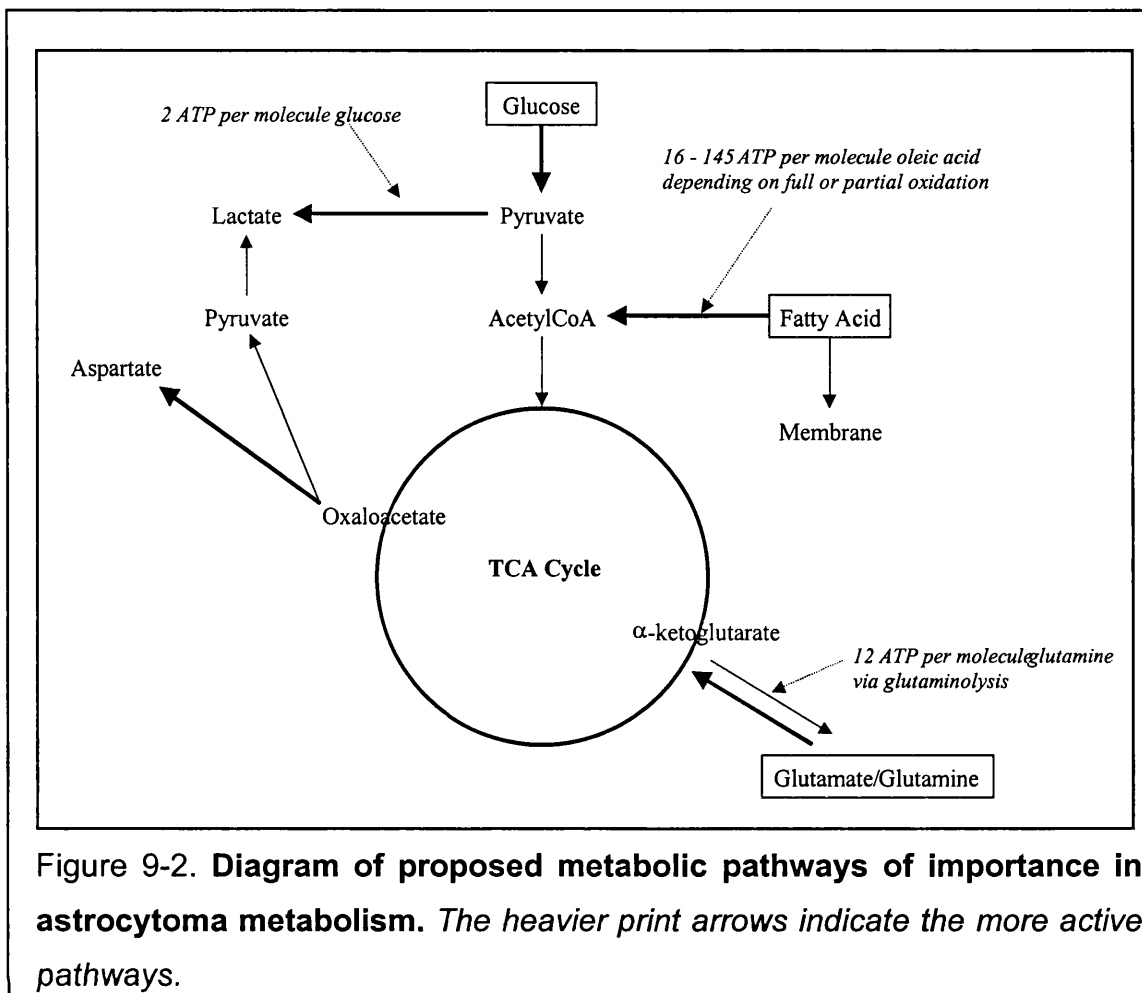 2 ATP per molecule glucose
Glucose
16 - 145 ATP per molecule oleic acid
depending on full or partial oxidation
Lactate
Pyruvate
Pyruvate
AcetylCoA
Fatty Acid
Aspartate
Membrane
Oxaloacetate
TCA Cycle
α-ketoglutarate
12 ATP per molecule glutamine
via glutaminolysis
Glutamate/Glutamine
Figure 9-2. Diagram of proposed metabolic pathways of importance in
astrocytoma metabolism. The heavier print arrows indicate the more active
pathways.